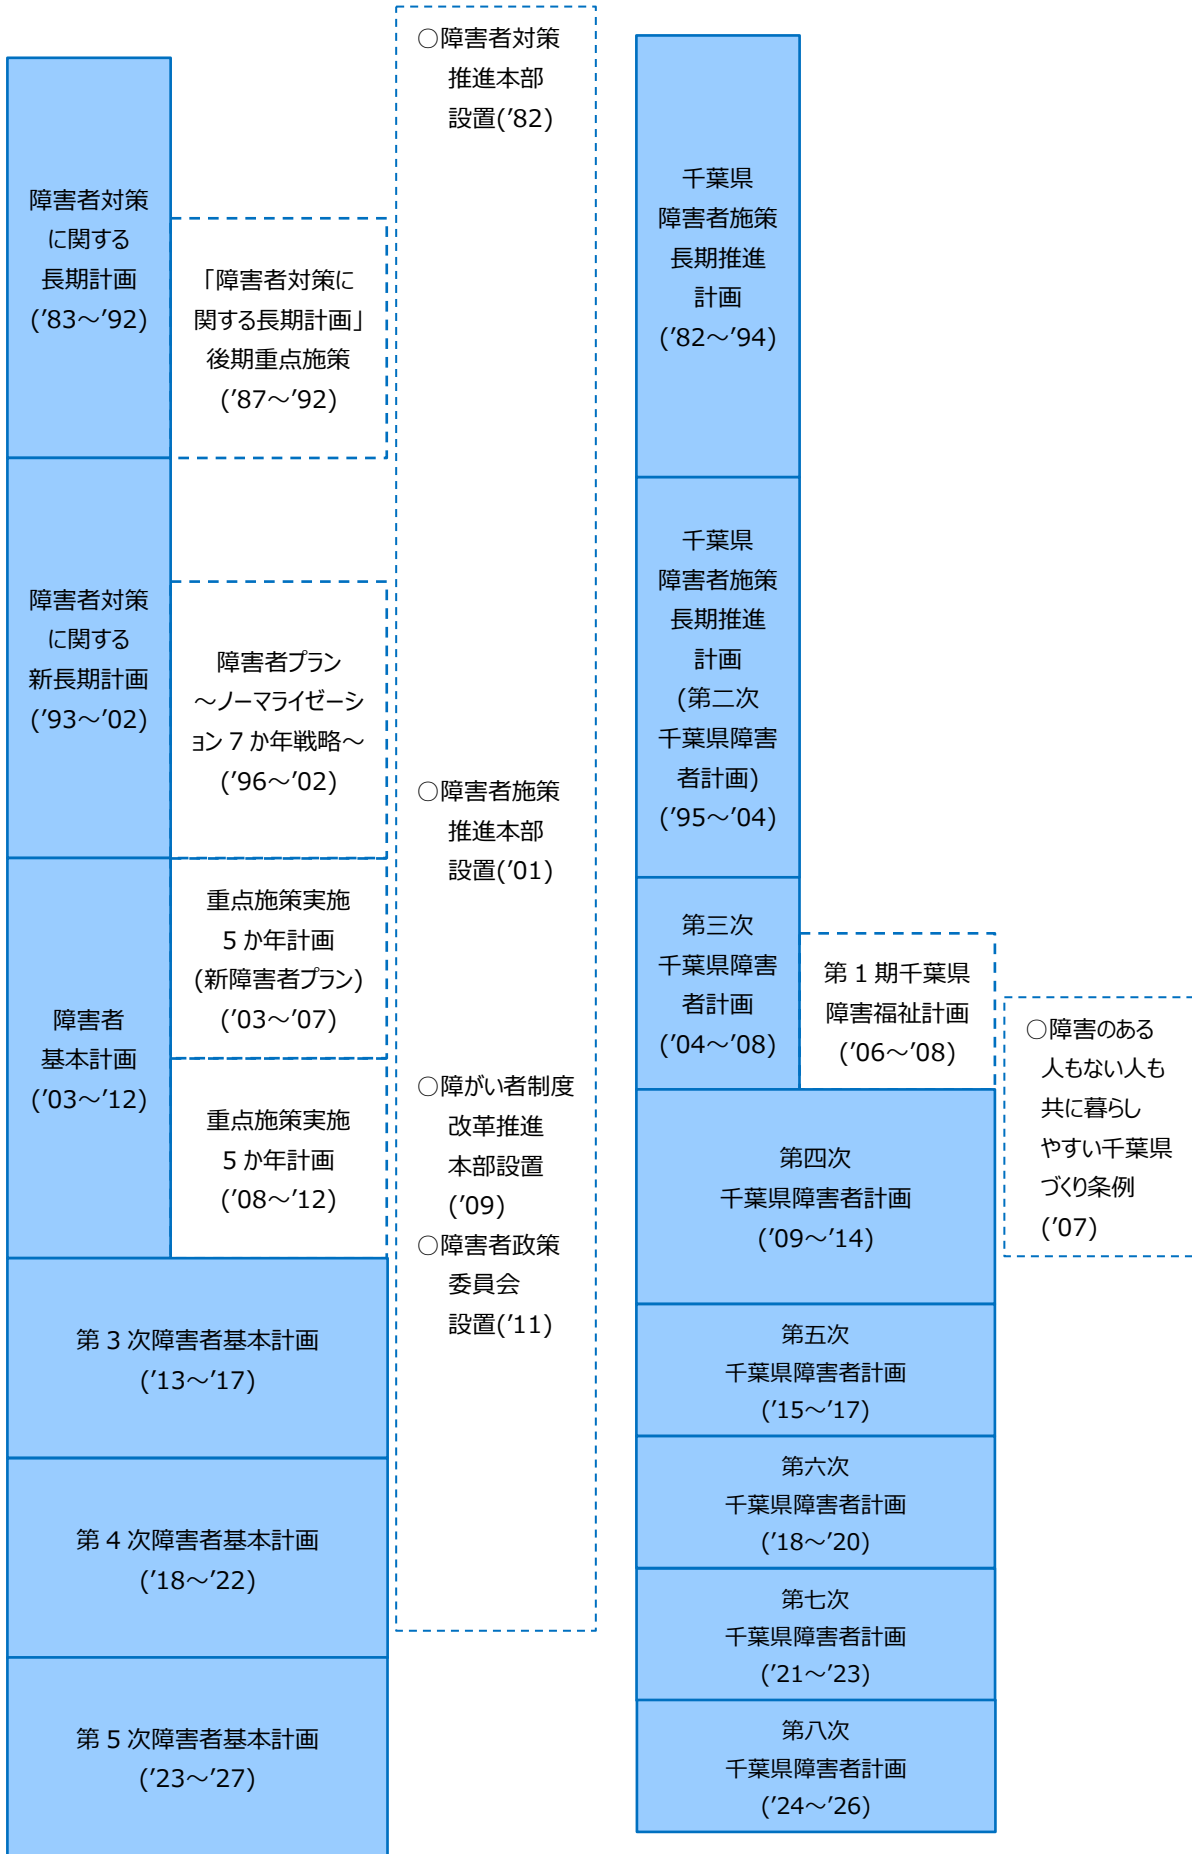 障害者対策
に関する
長期計画
(’83～’92)
「障害者対策に
関する長期計画」
後期重点施策
(’87～’92)
障害者対策
に関する
新長期計画
(’93～’02)
障害者プラン
～ノーマライゼーシ
ョン７か年戦略～
(’96～’02)
障害者
基本計画
(’03～’12)
重点施策実施
５か年計画
(新障害者プラン)
(’03～’07)
重点施策実施
５か年計画
(’08～’12)
第３次障害者基本計画
(’13～’17)
第４次障害者基本計画
(’18～’22)
第５次障害者基本計画
(’23～’27)
○障害者対策
推進本部
設置(’82)
○障害者施策
推進本部
設置(’01)
○障がい者制度
改革推進
本部設置
(’09)
○障害者政策
委員会
設置(’11)
千葉県
障害者施策
長期推進
計画
(’82～’94)
千葉県
障害者施策
長期推進
計画
(第二次
千葉県障害
者計画)
(’95～’04)
第三次
千葉県障害
者計画
(’04～’08)
第１期千葉県
障害福祉計画
(’06～’08)
○障害のある
人もない人も
共に暮らし
やすい千葉県
づくり条例
(’07)
第四次
千葉県障害者計画
(’09～’14)
第五次
千葉県障害者計画
(’15～’17)
第六次
千葉県障害者計画
(’18～’20)
第七次
千葉県障害者計画
(’21～’23)
第八次
千葉県障害者計画
(’24～’26)